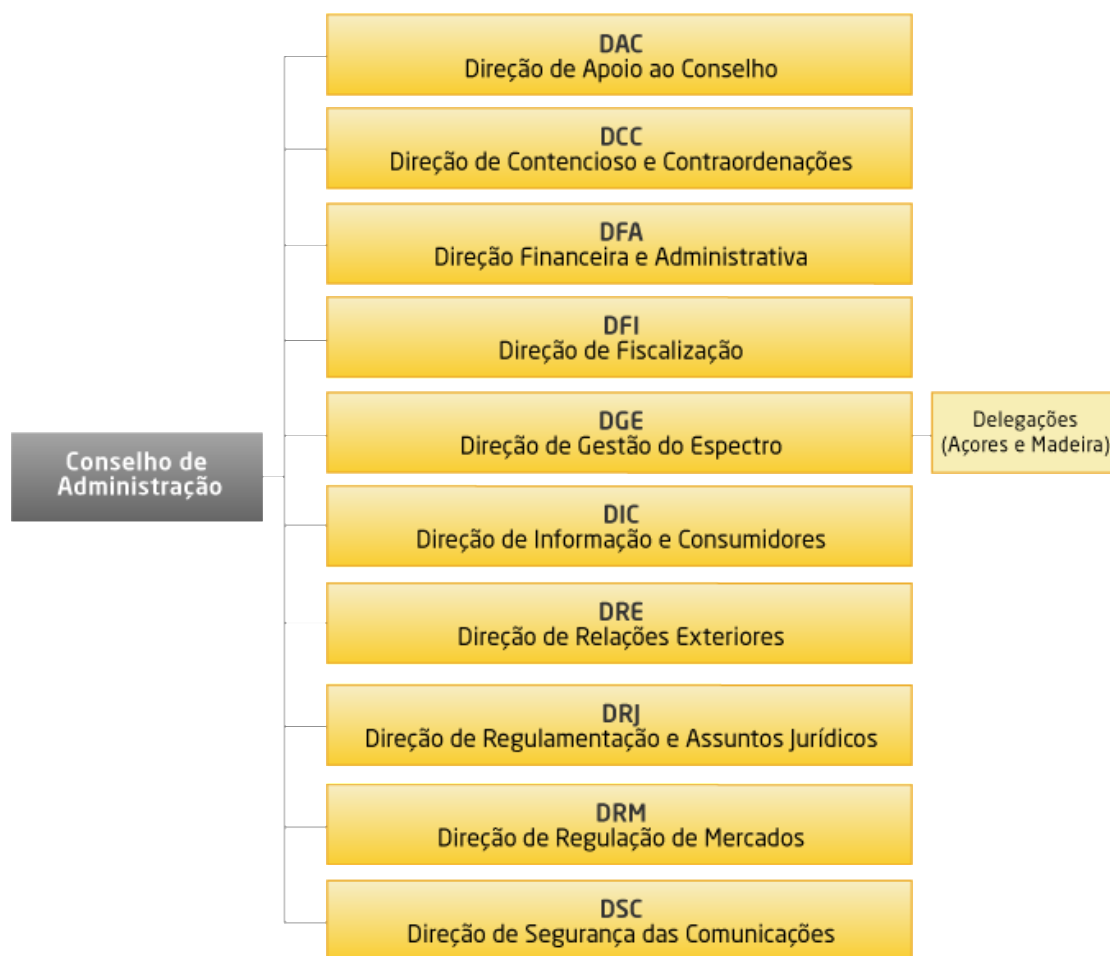 DAC
Direção de Apoio ao Conselho
DCC
Direção de Contencioso e Contraordenações
DFA
Direção Financeira e Administrativa
DFI
Direção de Fiscalização
DGE
Direção de Gestão do Espectro
Delegações
(Açores e Madeira)
Conselho de
Administração
DIC
Direção de Informação e Consumidores
DRE
Direção de Relações Exteriores
DRJ
Direção de Regulamentação e Assuntos Jurídicos
DRM
Direção de Regulação de Mercados
DSC
Direção de Segurança das Comunicações